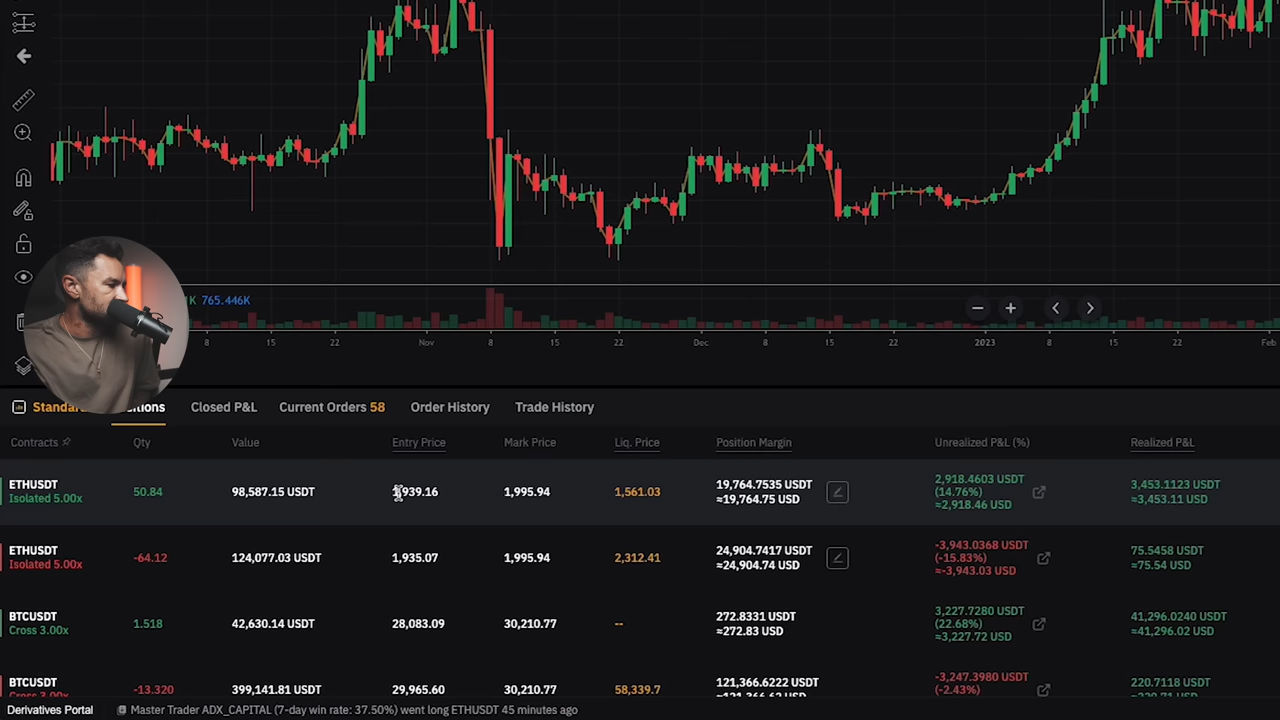 K 765.446K
8 15 22 Nov 8 15 22 Dec 8 15 22 2023 8 15 22 Feb
Closed P&L Current Orders 58 Order History Trade History
Contracts Qty Value Entry Price Mark Price Liq. Price Position Margin Unrealized P&L (%) Realized P&L
ETHUSDT
Isolated 5.00x
50.84 98,587.15 USDT 1,939.16 1,995.94 1,561.03
19,764.7535 USDT
≈19,764.75 USD
2,918.4603 USDT
(14.76%)
≈2,918.46 USD
3,453.1123 USDT
≈3,453.11 USD
ETHUSDT
Isolated 5.00x
-64.12 124,077.03 USDT 1,935.07 1,995.94 2,312.41
24,904.7417 USDT
≈24,904.74 USD
-3,943.0368 USDT
(-15.83%)
≈-3,943.03 USD
75.5458 USDT
≈75.54 USD
BTCUSDT
Cross 3.00x
1.518 42,630.14 USDT 28,083.09 30,210.77 --
272.8331 USDT
≈272.83 USD
3,227.7280 USDT
(22.68%)
≈3,227.72 USD
41,296.0240 USDT
≈41,296.02 USD
BTCUSDT
Cross 3.00x
-13.320 399,141.81 USDT 29,965.60 30,210.77 58,339.7
121,366.6222 USDT
-3,247.3980 USDT
(-2.43%)
220.7118 USDT
Derivatives Portal Master Trader ADX_CAPITAL (7-day win rate: 37.50%) went long ETHUSDT 45 minutes ago